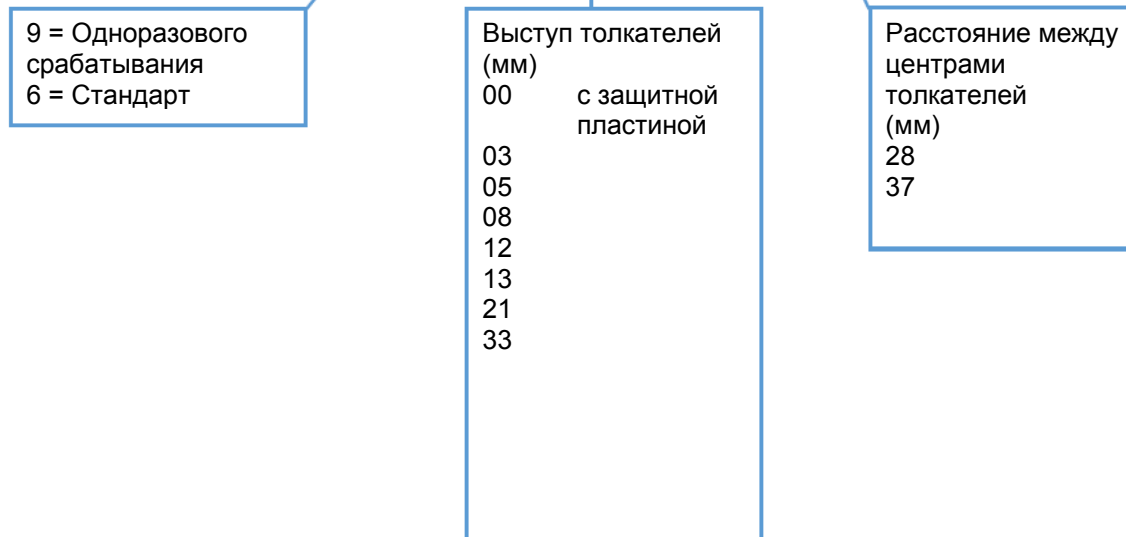 9 = Одноразового
срабатывания
6 = Стандарт
Выступ толкателей
(мм)
00 с защитной
пластиной
03
05
08
12
13
21
33
Расстояние между
центрами
толкателей
(мм)
28
37